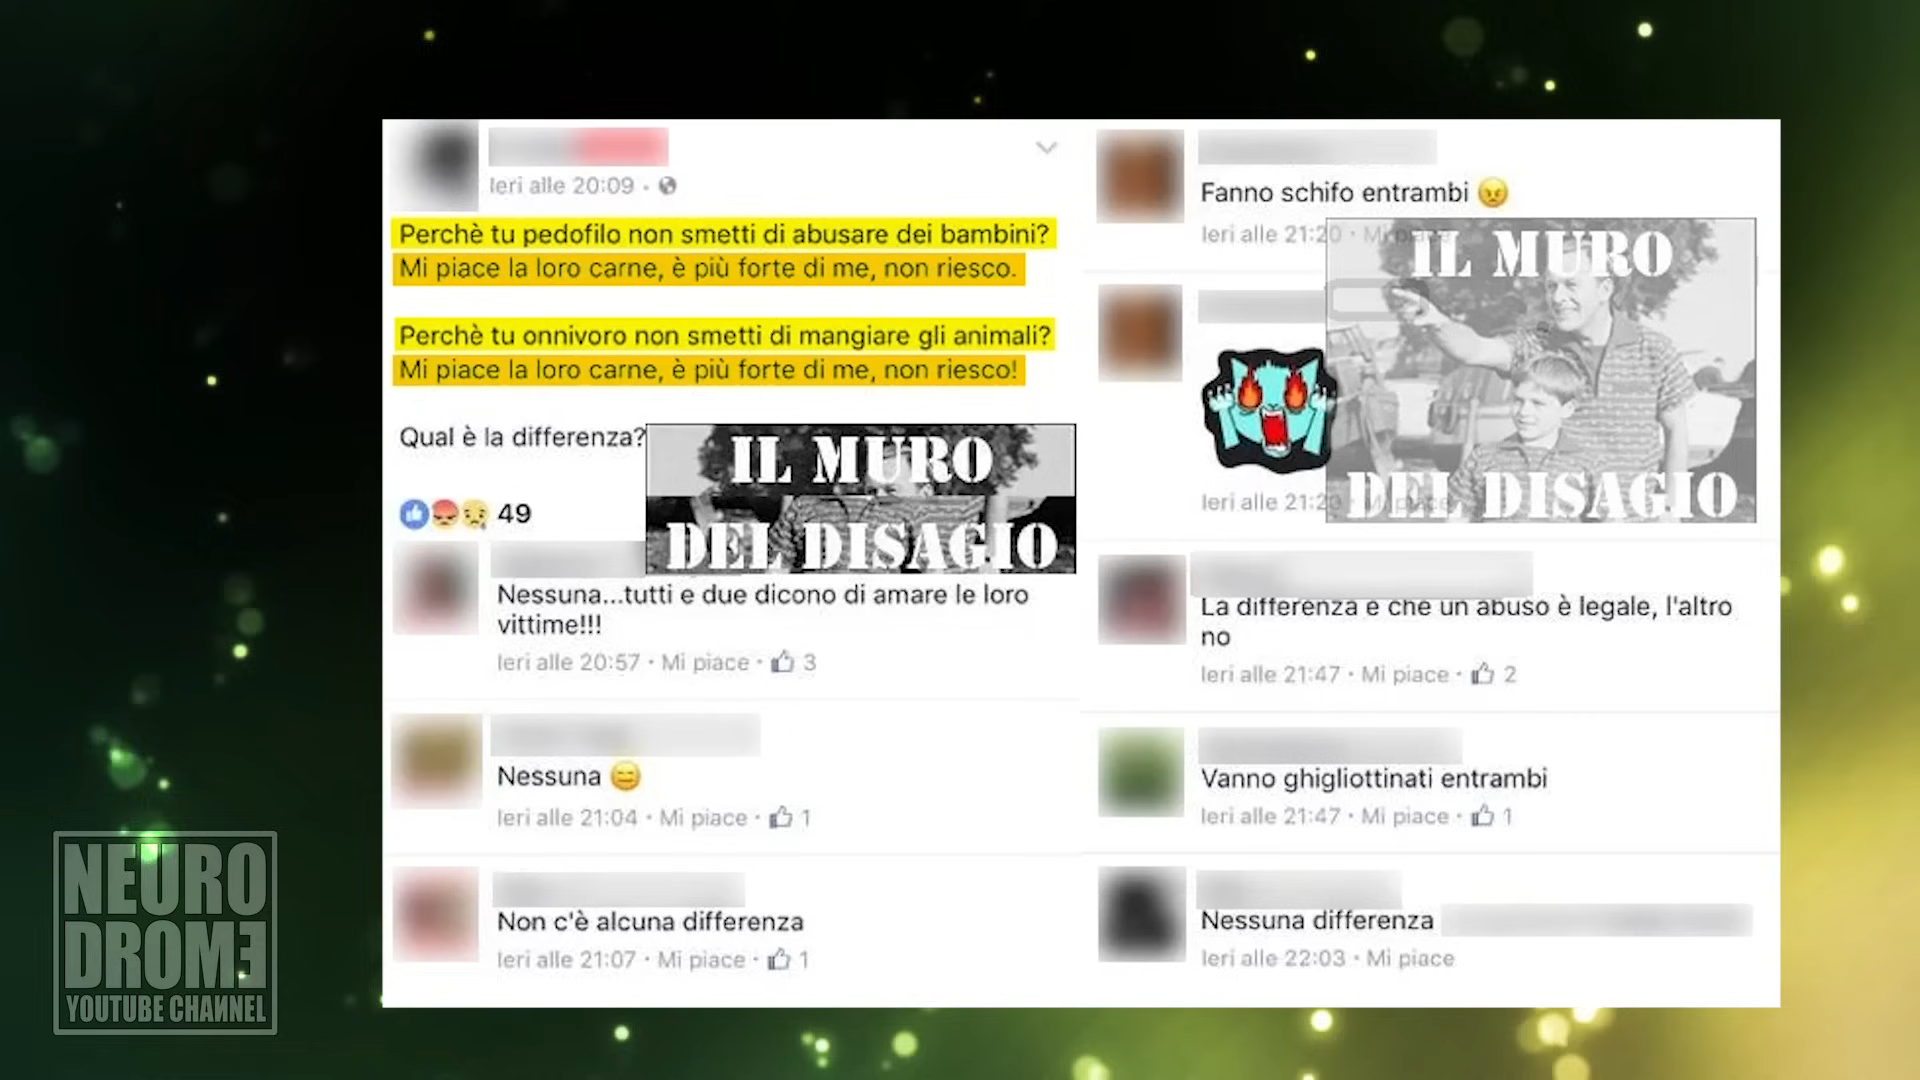 Ieri alle 20:09 ·
Perchè tu pedofilo non smetti di abusare dei bambini?
Mi piace la loro carne, è più forte di me, non riesco.
Perchè tu onnivoro non smetti di mangiare gli animali?
Mi piace la loro carne, è più forte di me, non riesco!
Qual è la differenza?
IL MURO
DEL DISAGIO
49
Nessuna...tutti e due dicono di amare le loro
vittime!!!
Ieri alle 20:57 · Mi piace · 3
Nessuna
Ieri alle 21:04 · Mi piace · 1
Non c'è alcuna differenza
Ieri alle 21:07 · Mi piace · 1
Fanno schifo entrambi
Ieri alle 21:20 · Mi piace
IL MURO
DEL DISAGIO
Ieri alle 21:20 · Mi piace
La differenza e che un abuso è legale, l'altro
no
Ieri alle 21:47 · Mi piace · 2
Vanno ghigliottinati entrambi
Ieri alle 21:47 · Mi piace · 1
Nessuna differenza
Ieri alle 22:03 · Mi piace
NEURO
DROME
YOUTUBE CHANNEL